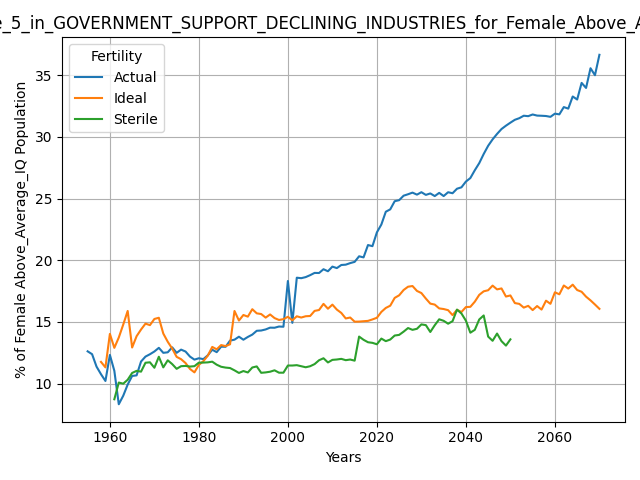 e_5_in_GOVERNMENT_SUPPORT_DECLINING_INDUSTRIES_for_Female_Above_A
Fertility
Actual
Ideal
Sterile
% of Female Above_Average_IQ Population
35
30
25
20
15
10
1960
1980
2000
2020
2040
2060
Years